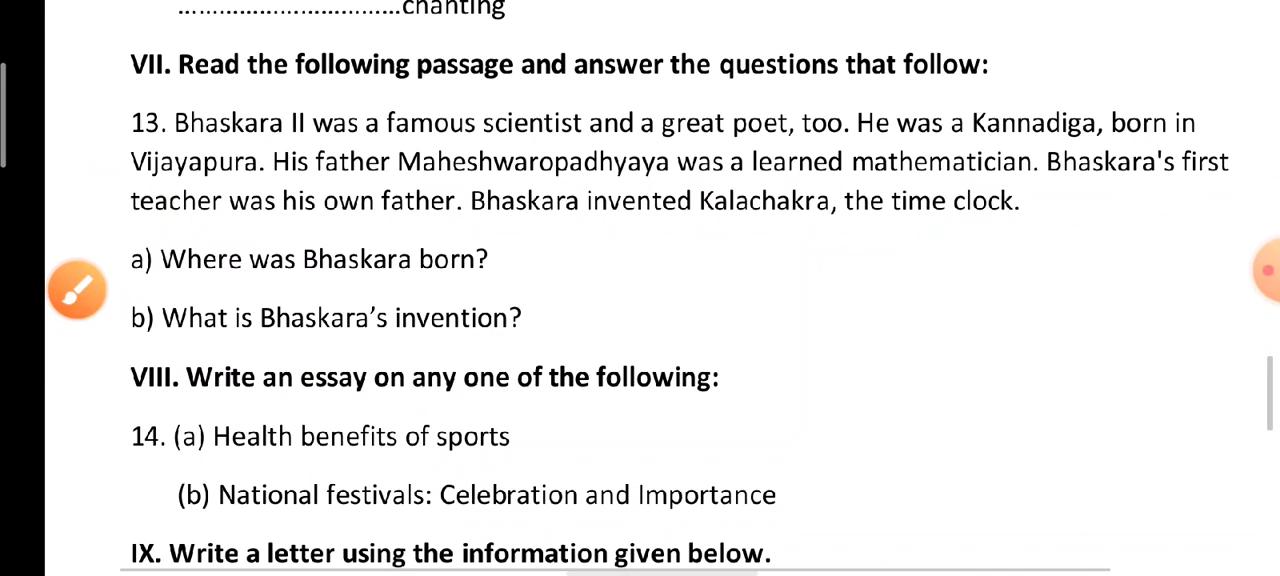 ....................................chanting
VII. Read the following passage and answer the questions that follow:
13. Bhaskara II was a famous scientist and a great poet, too. He was a Kannadiga, born in
Vijayapura. His father Maheshwaropadhyaya was a learned mathematician. Bhaskara's first
teacher was his own father. Bhaskara invented Kalachakra, the time clock.
a) Where was Bhaskara born?
b) What is Bhaskara’s invention?
VIII. Write an essay on any one of the following:
14. (a) Health benefits of sports
(b) National festivals: Celebration and Importance
IX. Write a letter using the information given below.